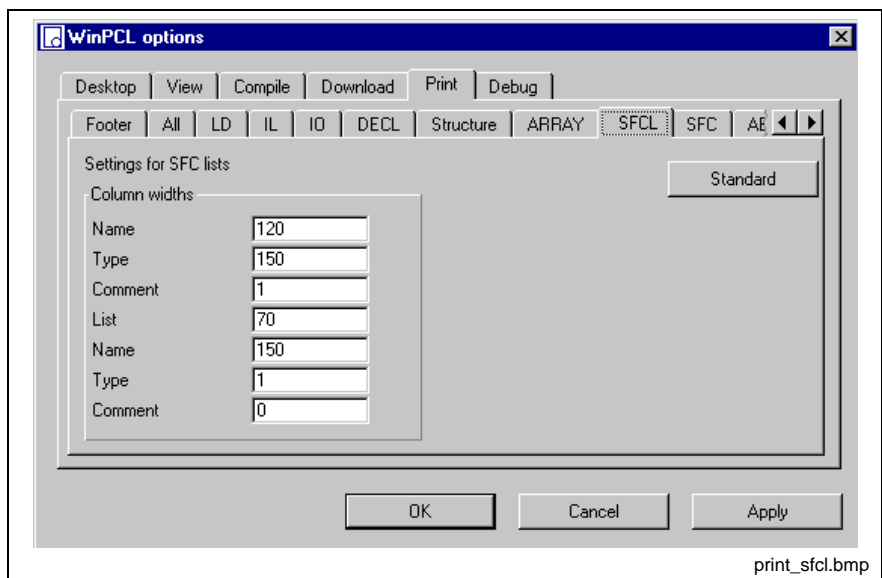 WinPCL options
Desktop View Compile Download Print Debug
Footer All LD IL IO DECL Structure ARRAY SFCL SFC
Settings for SFC lists
Standard
Column widths
Name 120
Type 150
Comment 1
List 70
Name 150
Type 1
Comment 0
OK Cancel Apply
print_sfcl.bmp